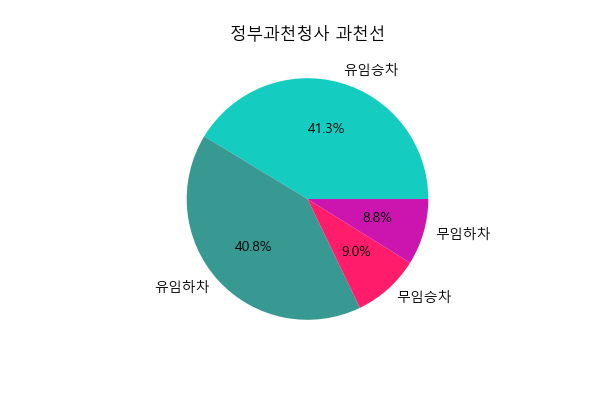 정부과천청사 과천선
유임승차
41.3%
8.8%
무임하차
40.8%
9.0%
유임하차
무임승차